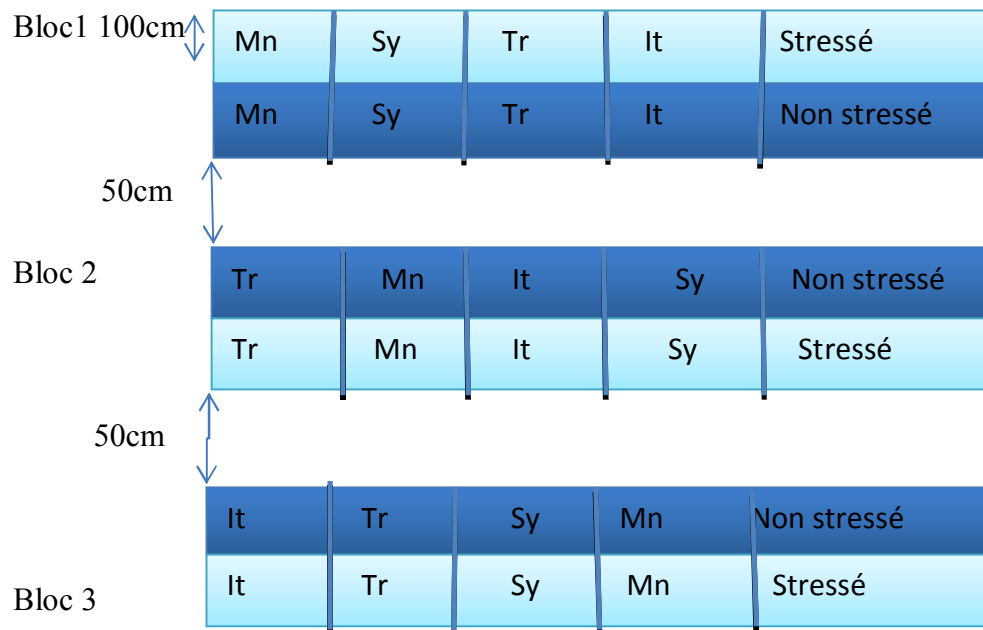 Bloc1 100cm
Mn Sy Tr It Stressé
Mn Sy Tr It Non stressé
50cm
Bloc 2
Tr Mn It Sy Non stressé
Tr Mn It Sy Stressé
50cm
It Tr Sy Mn Non stressé
It Tr Sy Mn Stressé
Bloc 3